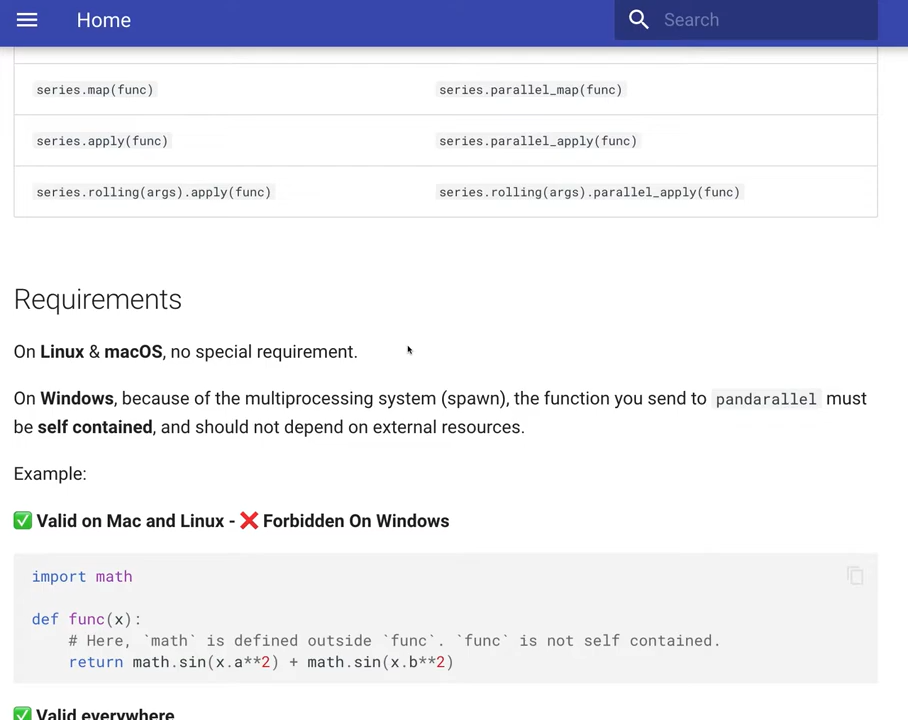 Home
Search
series.map(func) series.parallel_map(func)
series.apply(func) series.parallel_apply(func)
series.rolling(args).apply(func) series.rolling(args).parallel_apply(func)
Requirements
On Linux & macOS, no special requirement.
On Windows, because of the multiprocessing system (spawn), the function you send to pandarallel must
be self contained, and should not depend on external resources.
Example:
✅ Valid on Mac and Linux - ❌ Forbidden On Windows
import math
def func(x):
    # Here, `math` is defined outside `func`. `func` is not self contained.
    return math.sin(x.a**2) + math.sin(x.b**2)
✅ Valid everywhere